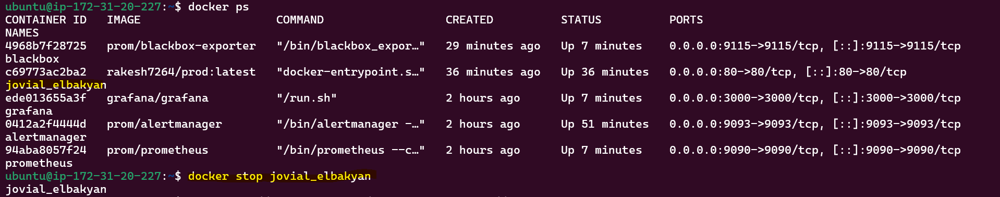 ubuntu@ip-172-31-20-227:~$ docker ps
CONTAINER ID   IMAGE                    COMMAND                  CREATED          STATUS          PORTS
NAMES
4968b7f28725   prom/blackbox-exporter   "/bin/blackbox_expor…"   29 minutes ago   Up 7 minutes    0.0.0.0:9115->9115/tcp, [::]:9115->9115/tcp
blackbox
c69773ac2ba2   rakesh7264/prod:latest   "docker-entrypoint.s…"   36 minutes ago   Up 36 minutes   0.0.0.0:80->80/tcp, [::]:80->80/tcp
jovial_elbakyan
ede013655a3f   grafana/grafana          "/run.sh"                2 hours ago      Up 7 minutes    0.0.0.0:3000->3000/tcp, [::]:3000->3000/tcp
grafana
0412a2f4444d   prom/alertmanager        "/bin/alertmanager -…"   2 hours ago      Up 51 minutes   0.0.0.0:9093->9093/tcp, [::]:9093->9093/tcp
alertmanager
94aba8057f24   prom/prometheus          "/bin/prometheus --c…"   2 hours ago      Up 7 minutes    0.0.0.0:9090->9090/tcp, [::]:9090->9090/tcp
prometheus
ubuntu@ip-172-31-20-227:~$ docker stop jovial_elbakyan
jovial_elbakyan